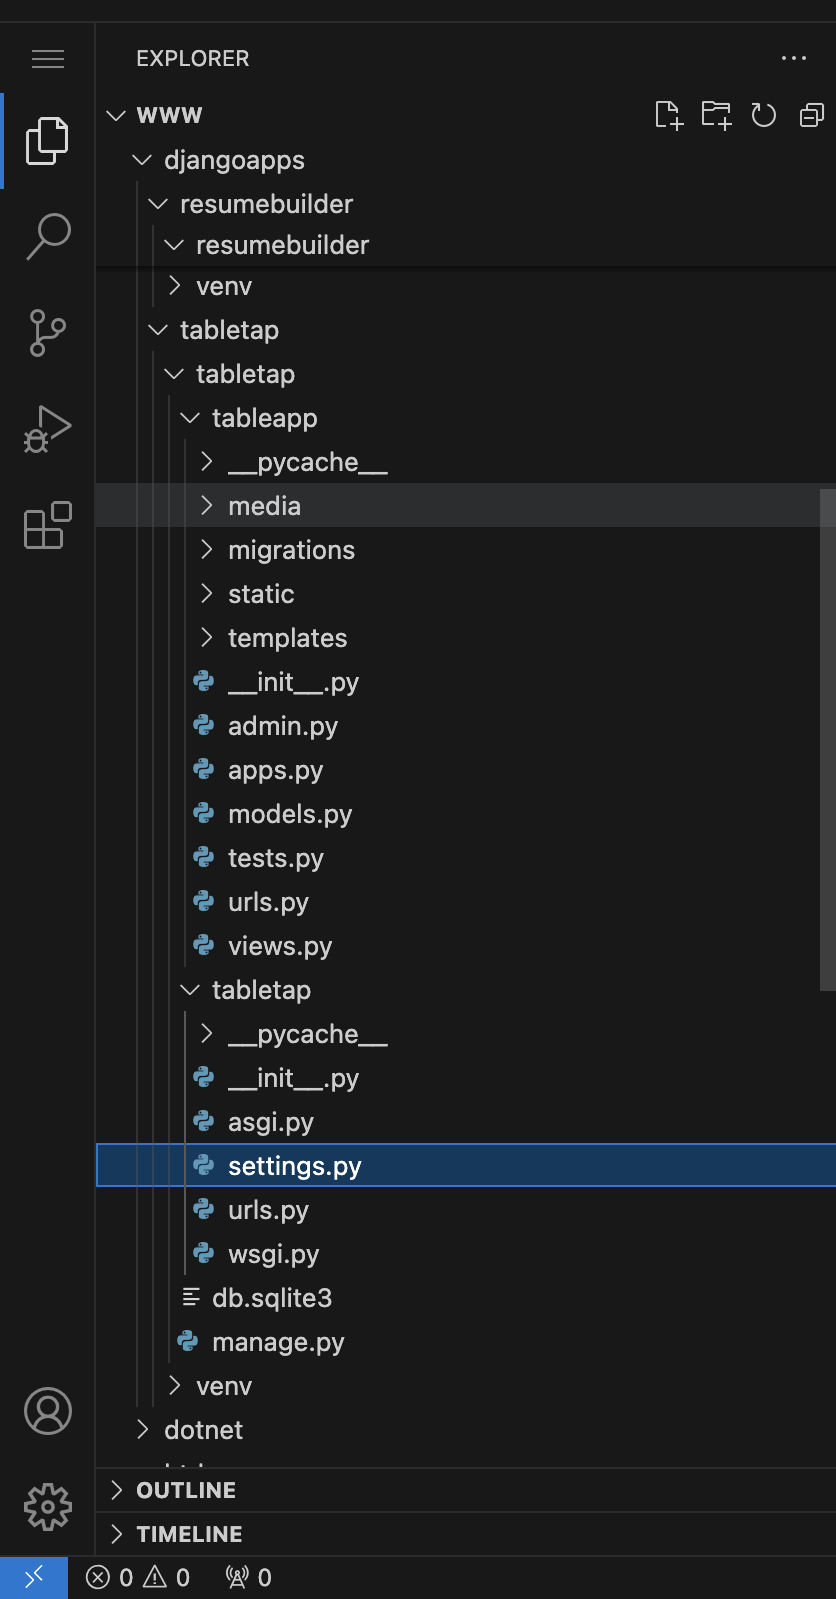 EXPLORER
WWW
djangoapps
resumebuilder
resumebuilder
venv
tabletap
tabletap
tableapp
__pycache__
media
migrations
static
templates
__init__.py
admin.py
apps.py
models.py
tests.py
urls.py
views.py
tabletap
__pycache__
__init__.py
asgi.py
settings.py
urls.py
wsgi.py
db.sqlite3
manage.py
venv
dotnet
OUTLINE
TIMELINE
0 0 0